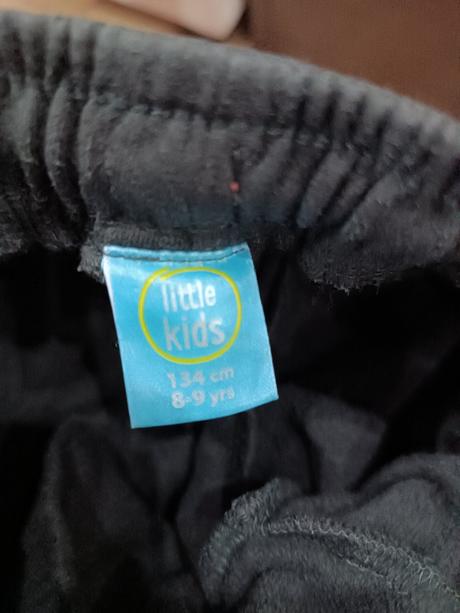 little
kids
134 cm
8-9 yrs